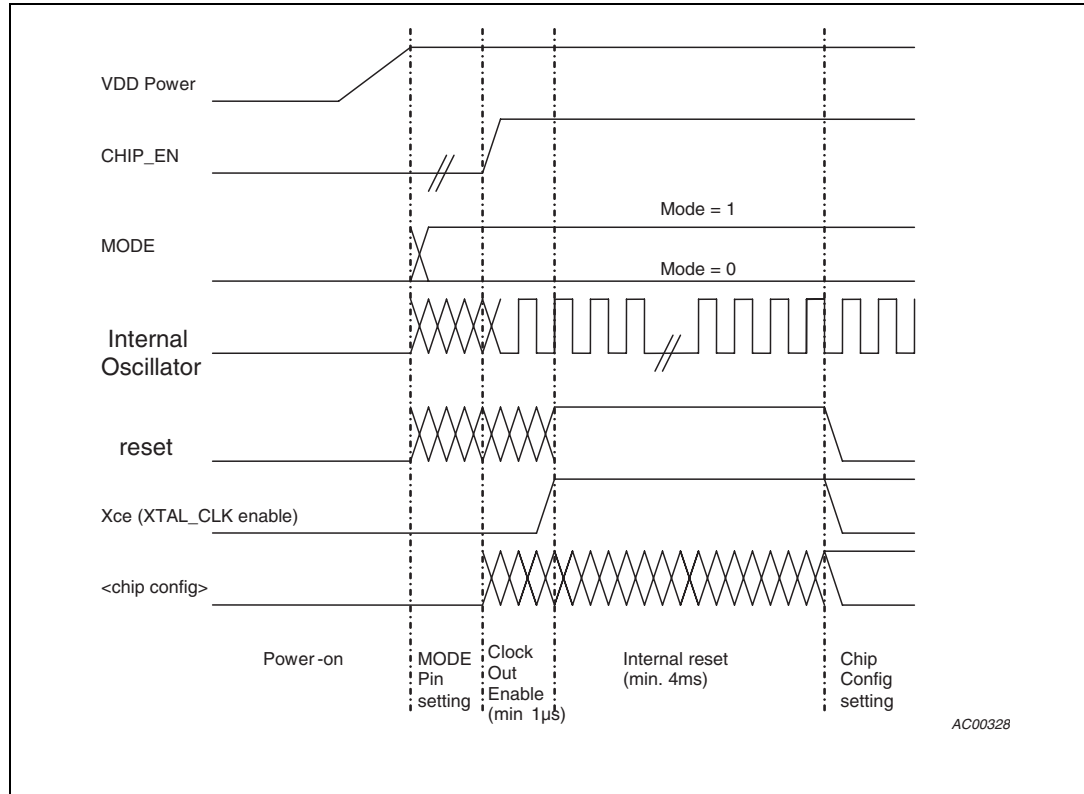 VDD Power
CHIP_EN
Mode = 1
MODE
Mode = 0
Internal
Oscillator
reset
Xce (XTAL_CLK enable)
<chip config>
Power-on
MODE
Pin
setting
Clock
Out
Enable
(min 1µs)
Internal reset
(min. 4ms)
Chip
Config
setting
AC00328